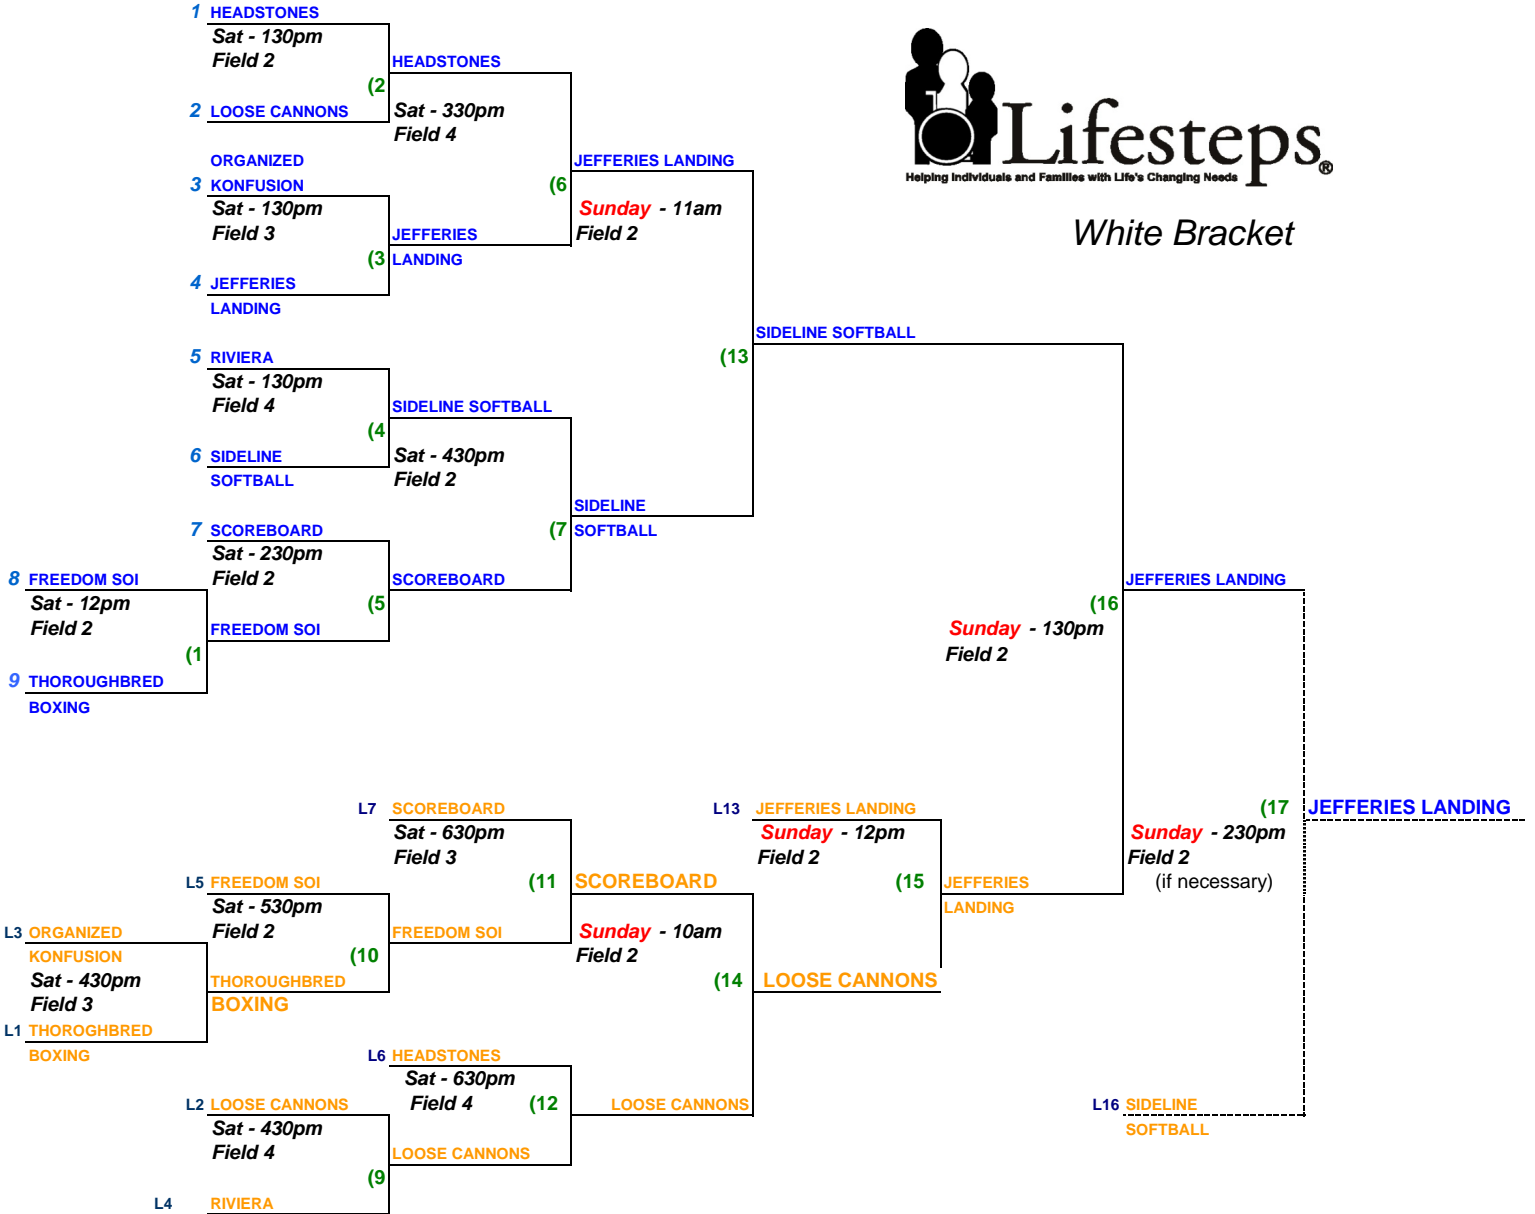 1 HEADSTONES
Sat - 130pm
Field 2
(2
2 LOOSE CANNONS
HEADSTONES
Sat - 330pm
Field 4
ORGANIZED
3 KONFUSION
Sat - 130pm
Field 3
(3
4 JEFFERIES
LANDING
JEFFERIES
LANDING
(6
JEFFERIES LANDING
Sunday - 11am
Field 2
Lifesteps®
Helping Individuals and Families with Life's Changing Needs
White Bracket
5 RIVIERA
Sat - 130pm
Field 4
(4
6 SIDELINE
SOFTBALL
SIDELINE SOFTBALL
Sat - 430pm
Field 2
7 SCOREBOARD
Sat - 230pm
Field 2
(5
8 FREEDOM SOI
Sat - 12pm
Field 2
(1
9 THOROUGHBRED
BOXING
FREEDOM SOI
SCOREBOARD
(7
SIDELINE
SOFTBALL
(13
SIDELINE SOFTBALL
(16
Sunday - 130pm
Field 2
JEFFERIES LANDING
L7 SCOREBOARD
Sat - 630pm
Field 3
(11
L5 FREEDOM SOI
Sat - 530pm
Field 2
(10
L3 ORGANIZED
KONFUSION
Sat - 430pm
Field 3
L1 THOROGHBRED
BOXING
THOROUGHBRED
BOXING
FREEDOM SOI
SCOREBOARD
Sunday - 10am
Field 2
(14
L6 HEADSTONES
Sat - 630pm
Field 4
(12
L2 LOOSE CANNONS
Sat - 430pm
Field 4
(9
L4 RIVIERA
LOOSE CANNONS
LOOSE CANNONS
L13 JEFFERIES LANDING
Sunday - 12pm
Field 2
(15
LOOSE CANNONS
JEFFERIES
LANDING
(17
JEFFERIES LANDING
Sunday - 230pm
Field 2
(if necessary)
L16 SIDELINE
SOFTBALL